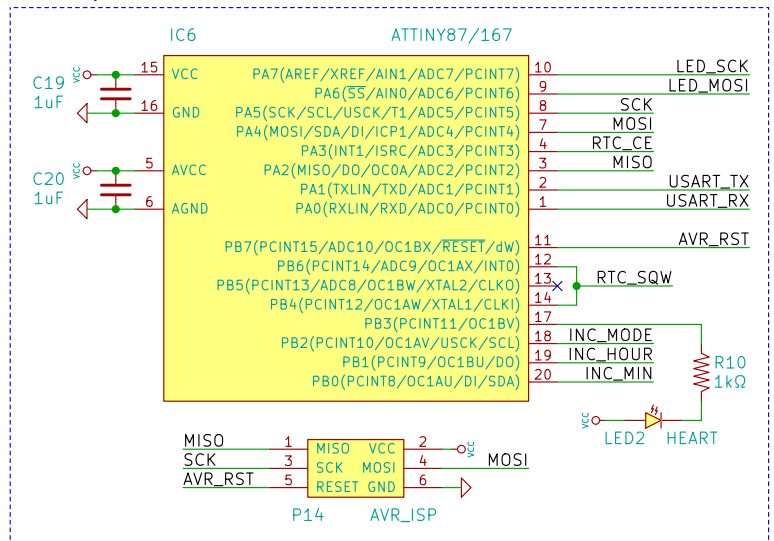 IC6 ATTINY87/167
VCC 15 VCC PA7(AREF/XREF/AIN1/ADC7/PCINT7) 10 LED_SCK
C19 PA6(SS/AIN0/ADC6/PCINT6) 9 LED_MOSI
1uF 16 GND PA5(SCK/SCL/USCK/T1/ADC5/PCINT5) 8 SCK
PA4(MOSI/SDA/DI/ICP1/ADC4/PCINT4) 7 MOSI
PA3(INT1/ISRC/ADC3/PCINT3) 4 RTC_CE
VCC 5 AVCC PA2(MISO/DO/OC0A/ADC2/PCINT2) 3 MISO
C20 PA1(TXLIN/TXD/ADC1/PCINT1) 2 USART_TX
1uF 6 AGND PA0(RXLIN/RXD/ADC0/PCINT0) 1 USART_RX
PB7(PCINT15/ADC10/OC1BX/RESET/dW) 11 AVR_RST
PB6(PCINT14/ADC9/OC1AX/INT0) 12
PB5(PCINT13/ADC8/OC1BW/XTAL2/CLKO) 13 RTC_SQW
PB4(PCINT12/OC1AW/XTAL1/CLKI) 14
PB3(PCINT11/OC1BV) 17
PB2(PCINT10/OC1AV/USCK/SCL) 18 INC_MODE
PB1(PCINT9/OC1BU/DO) 19 INC_HOUR R10
PB0(PCINT8/OC1AU/DI/SDA) 20 INC_MIN 1kΩ
VCC
LED2 HEART
MISO 1 MISO VCC 2 VCC
SCK 3 SCK MOSI 4 MOSI
AVR_RST 5 RESET GND 6
P14 AVR_ISP